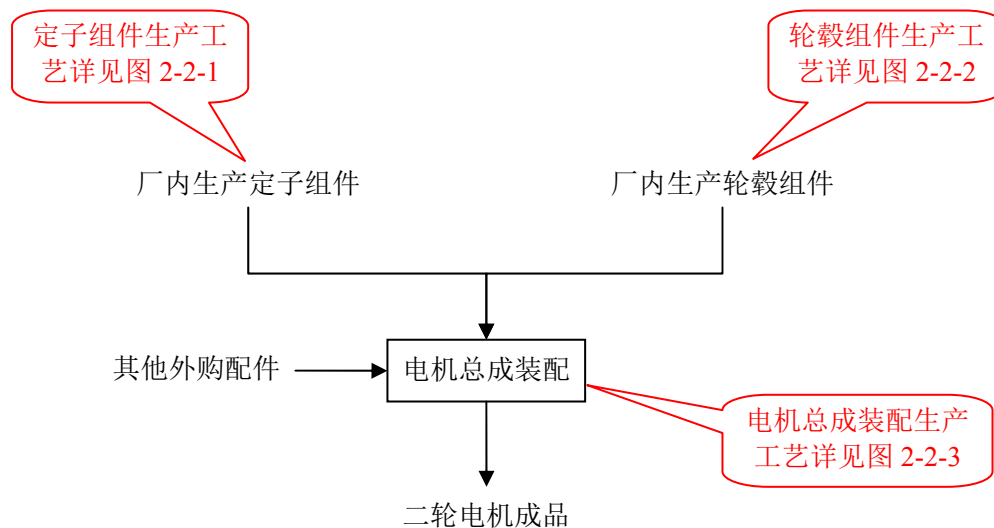 定子组件生产工
艺详见图 2-2-1
轮毂组件生产工
艺详见图 2-2-2
厂内生产定子组件
厂内生产轮毂组件
其他外购配件
电机总成装配
电机总成装配生产
工艺详见图 2-2-3
二轮电机成品